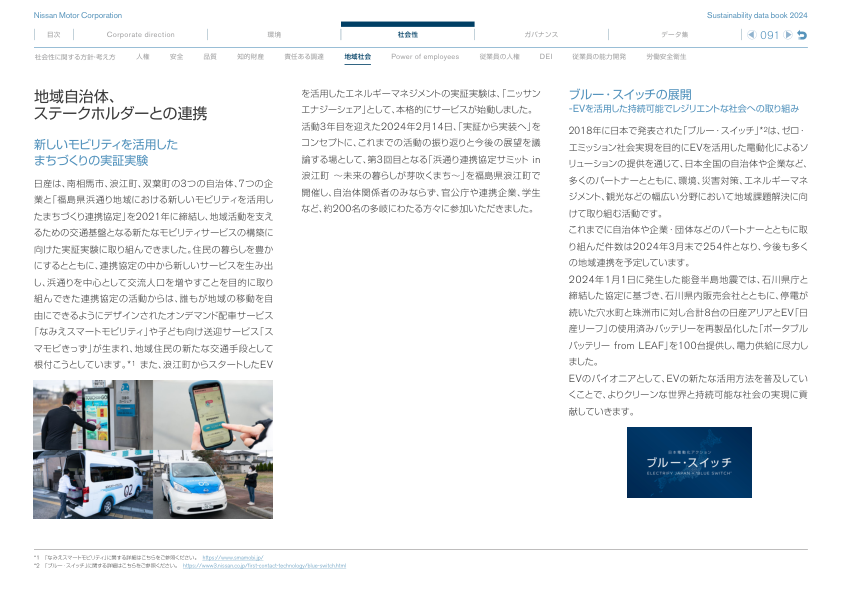 Nissan Motor Corporation
Sustainability data book 2024
目次
Corporate direction
環境
社会性
ガバナンス
データ集
091
社会性に関する方針・考え方
人権
安全
品質
知的財産
責任ある調達
地域社会
Power of employees
従業員の人権
DEI
従業員の能力開発
労働安全衛生
地域自治体、
ステークホルダーとの連携
新しいモビリティを活用した
まちづくりの実証実験
日産は、南相馬市、浪江町、双葉町の3つの自治体、7つの企
業と「福島県浜通り地域における新しいモビリティを活用し
たまちづくり連携協定」を2021年に締結し、地域活動を支え
るための交通基盤となる新たなモビリティサービスの構築に
向けた実証実験に取り組んできました。住民の暮らしを豊か
にするとともに、連携協定の中から新しいサービスを生み出
し、浜通りを中心として交流人口を増やすことを目的に取り
組んできた連携協定の活動からは、誰もが地域の移動を自
由にできるようにデザインされたオンデマンド配車サービス
「なみえスマートモビリティ」や子ども向け送迎サービス「ス
マモビきっず」が生まれ、地域住民の新たな交通手段として
根付こうとしています。*1 また、浪江町からスタートしたEV
を活用したエネルギーマネジメントの実証実験は、「ニッサン
エナジーシェア」として、本格的にサービスが始動しました。
活動3年目を迎えた2024年2月14日、「実証から実装へ」を
コンセプトに、これまでの活動の振り返りと今後の展望を議
論する場として、第3回目となる「浜通り連携協定サミット in
浪江町 ～未来の暮らしが芽吹くまち～」を福島県浪江町で
開催し、自治体関係者のみならず、官公庁や連携企業、学生
など、約200名の多岐にわたる方々に参加いただきました。
ブルー・スイッチの展開
-EVを活用した持続可能でレジリエントな社会への取り組み
2018年に日本で発表された「ブルー・スイッチ」*2は、ゼロ・
エミッション社会実現を目的にEVを活用した電動化によるソ
リューションの提供を通じて、日本全国の自治体や企業など、
多くのパートナーとともに、環境、災害対策、エネルギーマネ
ジメント、観光などの幅広い分野において地域課題解決に向
けて取り組む活動です。
これまでに自治体や企業・団体などのパートナーとともに取
り組んだ件数は2024年3月末で254件となり、今後も多く
の地域連携を予定しています。
2024年1月1日に発生した能登半島地震では、石川県庁と
締結した協定に基づき、石川県内販売会社とともに、停電が
続いた穴水町と珠洲市に対し合計8台の日産アリアとEV「日
産リーフ」の使用済みバッテリーを再製品化した「ポータブル
バッテリー from LEAF」を100台提供し、電力供給に尽力し
ました。
EVのパイオニアとして、EVの新たな活用方法を普及してい
くことで、よりクリーンな世界と持続可能な社会の実現に貢
献していきます。
02
05
日本電動化アクション
ブルー・スイッチ
ELECTRIFY JAPAN × "BLUE SWITCH"
*1 「なみえスマートモビリティ」に関する詳細はこちらをご参照ください。 https://www.smamobi.jp/
*2 「ブルー・スイッチ」に関する詳細はこちらをご参照ください。 https://www3.nissan.co.jp/first-contact-technology/blue-switch.html